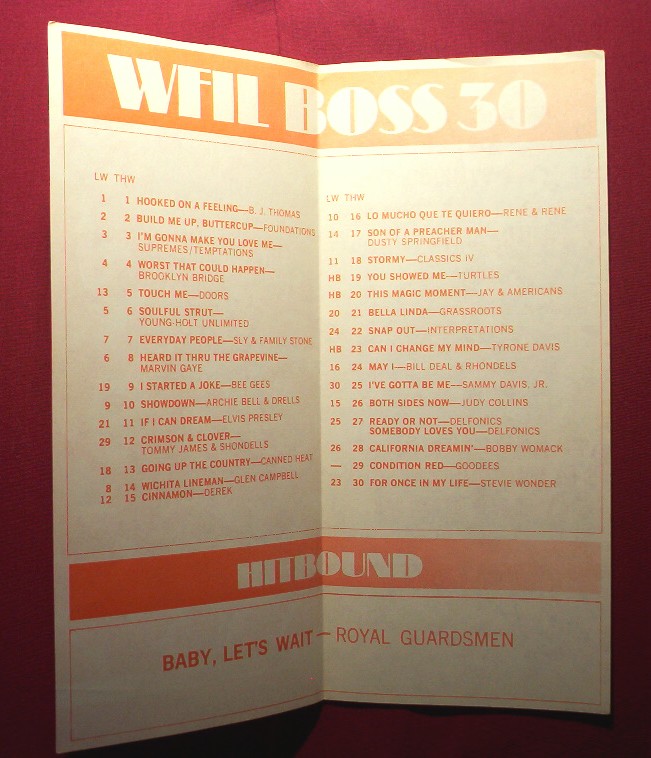 WFIL BOSS 30
LW THW
1 1 HOOKED ON A FEELING—B. J. THOMAS
2 2 BUILD ME UP, BUTTERCUP—FOUNDATIONS
3 3 I'M GONNA MAKE YOU LOVE ME—
SUPREMES/TEMPTATIONS
4 4 WORST THAT COULD HAPPEN—
BROOKLYN BRIDGE
13 5 TOUCH ME—DOORS
5 6 SOULFUL STRUT—
YOUNG-HOLT UNLIMITED
7 7 EVERYDAY PEOPLE—SLY & FAMILY STONE
6 8 HEARD IT THRU THE GRAPEVINE—
MARVIN GAYE
19 9 I STARTED A JOKE—BEE GEES
9 10 SHOWDOWN—ARCHIE BELL & DRELLS
21 11 IF I CAN DREAM—ELVIS PRESLEY
29 12 CRIMSON & CLOVER—
TOMMY JAMES & SHONDELLS
18 13 GOING UP THE COUNTRY—CANNED HEAT
8 14 WICHITA LINEMAN—GLEN CAMPBELL
12 15 CINNAMON—DEREK
LW THW
10 16 LO MUCHO QUE TE QUIERO—RENE & RENE
14 17 SON OF A PREACHER MAN—
DUSTY SPRINGFIELD
11 18 STORMY—CLASSICS IV
HB 19 YOU SHOWED ME—TURTLES
HB 20 THIS MAGIC MOMENT—JAY & AMERICANS
20 21 BELLA LINDA—GRASSROOTS
24 22 SNAP OUT—INTERPRETATIONS
HB 23 CAN I CHANGE MY MIND—TYRONE DAVIS
16 24 MAY I—BILL DEAL & RHONDELS
30 25 I'VE GOTTA BE ME—SAMMY DAVIS, JR.
15 26 BOTH SIDES NOW—JUDY COLLINS
25 27 READY OR NOT—DELFONICS
SOMEBODY LOVES YOU—DELFONICS
26 28 CALIFORNIA DREAMIN'—BOBBY WOMACK
— 29 CONDITION RED—GOODEES
23 30 FOR ONCE IN MY LIFE—STEVIE WONDER
HITBOUND
BABY, LET'S WAIT—ROYAL GUARDSMEN